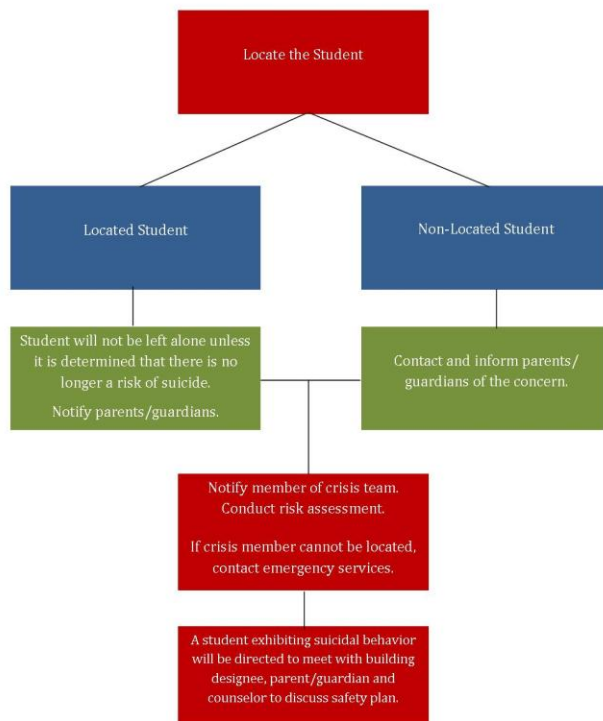 Locate the Student
Located Student
Non-Located Student
Student will not be left alone unless
it is determined that there is no
longer a risk of suicide.
Notify parents/guardians.
Contact and inform parents/
guardians of the concern.
Notify member of crisis team.
Conduct risk assessment.
If crisis member cannot be located,
contact emergency services.
A student exhibiting suicidal behavior
will be directed to meet with building
designee, parent/guardian and
counselor to discuss safety plan.